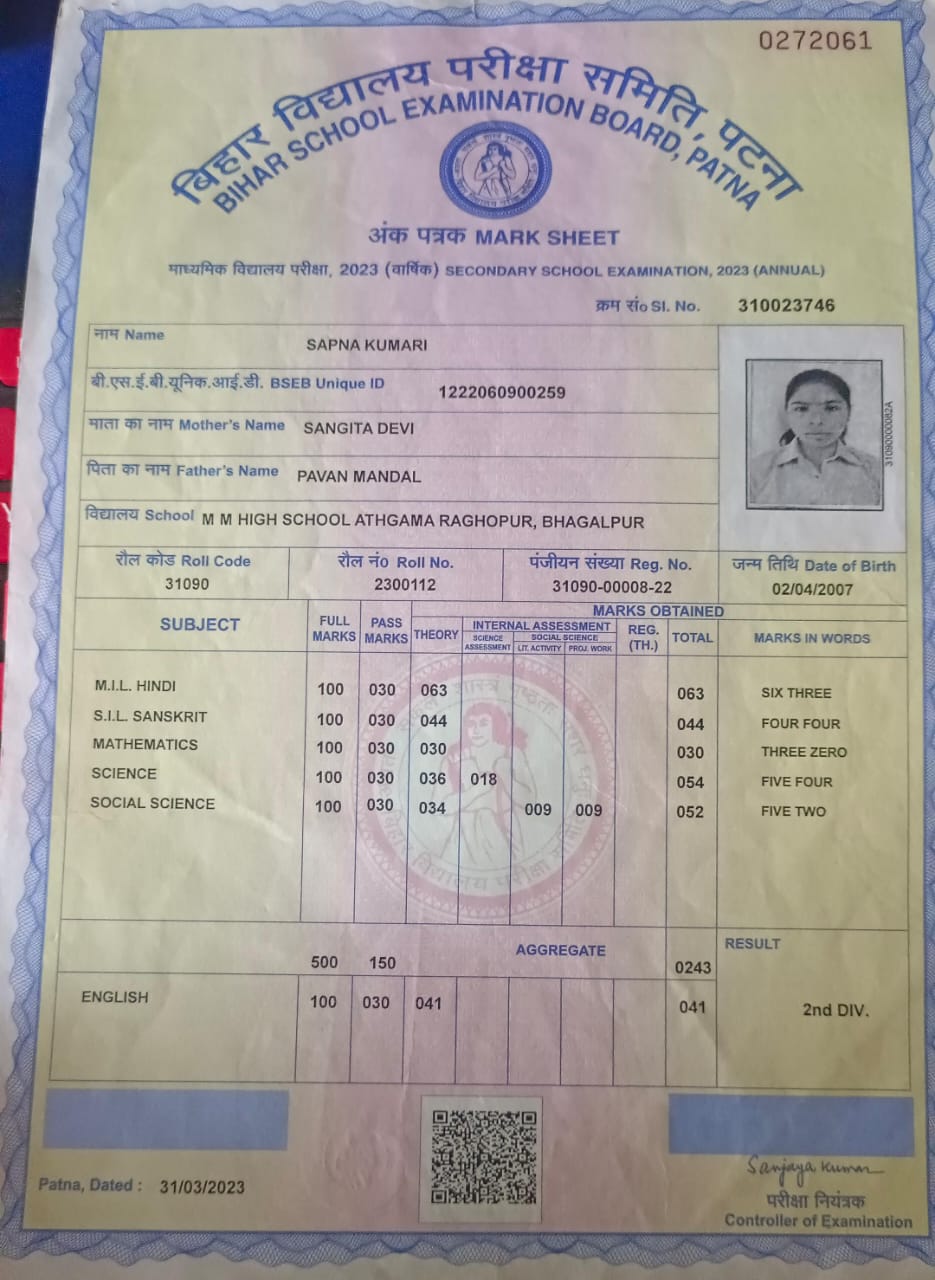 0272061
बिहार विद्यालय परीक्षा समिति, पटना
BIHAR SCHOOL EXAMINATION BOARD, PATNA
अंक पत्रक MARK SHEET
माध्यमिक विद्यालय परीक्षा, 2023 (वार्षिक) SECONDARY SCHOOL EXAMINATION, 2023 (ANNUAL)
क्रम सं० Sl. No. 310023746
नाम Name SAPNA KUMARI
बी.एस.ई.बी.यूनिक.आई.डी. BSEB Unique ID 1222060900259
माता का नाम Mother's Name SANGITA DEVI
पिता का नाम Father's Name PAVAN MANDAL
विद्यालय School M M HIGH SCHOOL ATHGAMA RAGHOPUR, BHAGALPUR
31090000082A
रौल कोड Roll Code रौल नं० Roll No. पंजीयन संख्या Reg. No. जन्म तिथि Date of Birth
31090 2300112 31090-00008-22 02/04/2007
SUBJECT FULL MARKS PASS MARKS MARKS OBTAINED
THEORY INTERNAL ASSESSMENT REG. (TH.) TOTAL MARKS IN WORDS
SCIENCE ASSESSMENT SOCIAL SCIENCE
LIT. ACTIVITY PROJ. WORK
M.I.L. HINDI 100 030 063 063 SIX THREE
S.I.L. SANSKRIT 100 030 044 044 FOUR FOUR
MATHEMATICS 100 030 030 030 THREE ZERO
SCIENCE 100 030 036 018 054 FIVE FOUR
SOCIAL SCIENCE 100 030 034 009 009 052 FIVE TWO
500 150 AGGREGATE 0243 RESULT
ENGLISH 100 030 041 041 2nd DIV.
Patna, Dated : 31/03/2023
Sanjaya Kumar
परीक्षा नियंत्रक
Controller of Examination